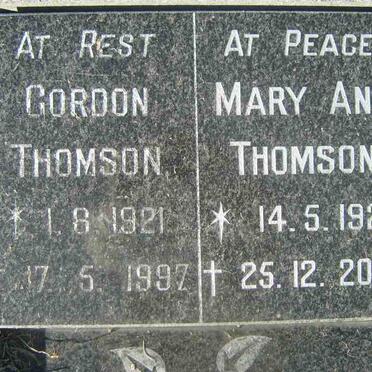 AT REST
GORDON
THOMSON
* 1.8.1921
17.5.1997
AT PEACE
MARY AN
THOMSON
* 14.5.19
† 25.12.20